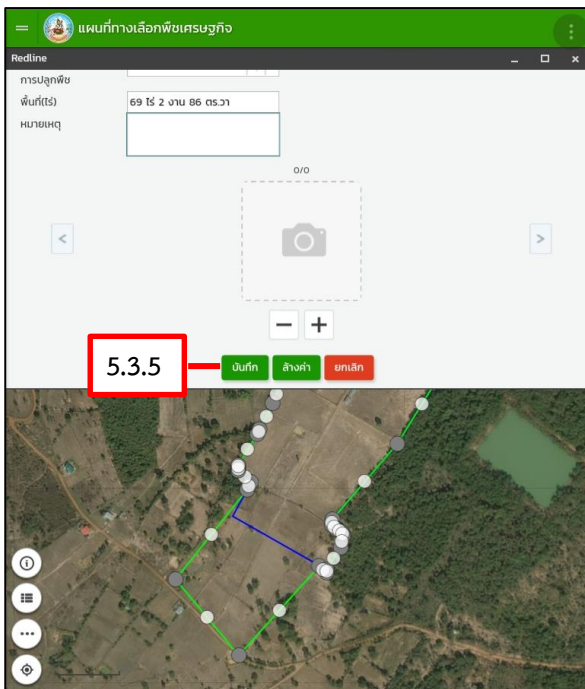 แผนที่ทางเลือกพืชเศรษฐกิจ
Redline
การปลูกพืช
พื้นที่(ไร่)
69 ไร่ 2 งาน 86 ตร.วา
หมายเหตุ
0/0
<
>
5.3.5
บันทึก ล้างค่า ยกเลิก